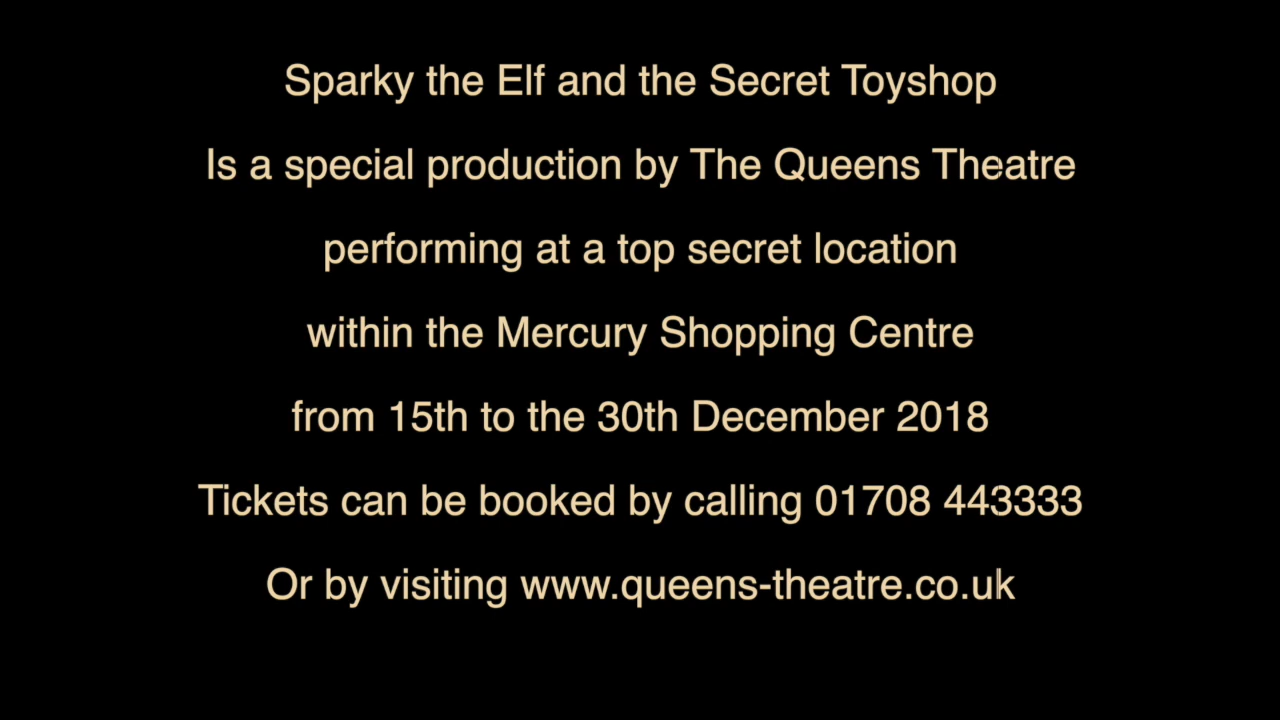 Sparky the Elf and the Secret Toyshop
Is a special production by The Queens Theatre
performing at a top secret location
within the Mercury Shopping Centre
from 15th to the 30th December 2018
Tickets can be booked by calling 01708 443333
Or by visiting www.queens-theatre.co.uk